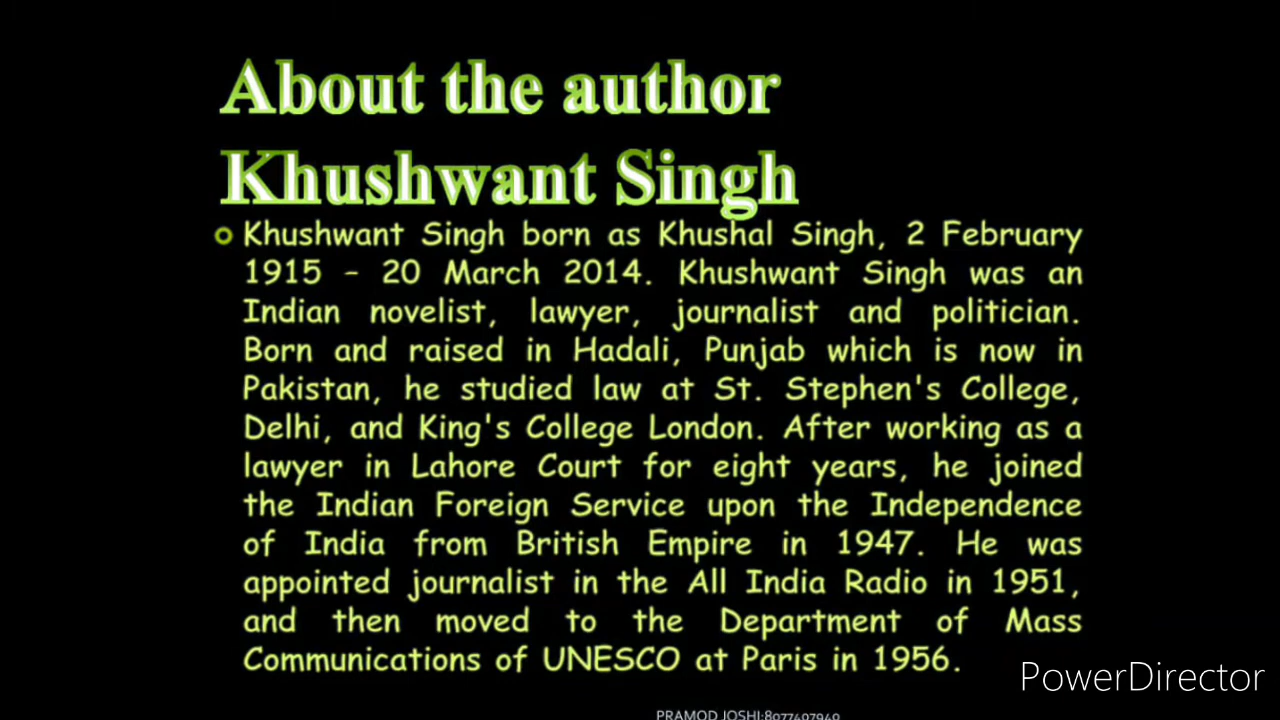 About the author
Khushwant Singh
Khushwant Singh born as Khushal Singh, 2 February
1915 – 20 March 2014. Khushwant Singh was an
Indian novelist, lawyer, journalist and politician.
Born and raised in Hadali, Punjab which is now in
Pakistan, he studied law at St. Stephen's College,
Delhi, and King's College London. After working as a
lawyer in Lahore Court for eight years, he joined
the Indian Foreign Service upon the Independence
of India from British Empire in 1947. He was
appointed journalist in the All India Radio in 1951,
and then moved to the Department of Mass
Communications of UNESCO at Paris in 1956.
PowerDirector
PRAMOD JOSHI:8077407940